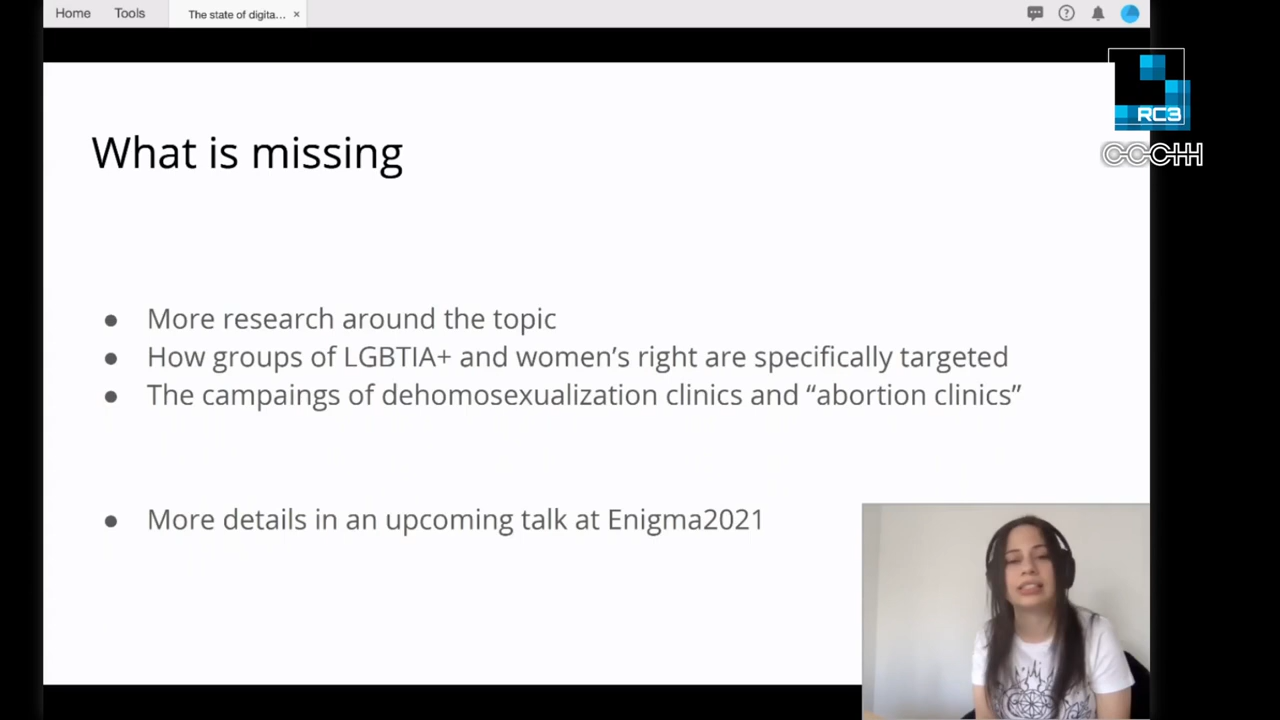 Home Tools The state of digita... ×
RC3
CCCHH
What is missing
● More research around the topic
● How groups of LGBTIA+ and women’s right are specifically targeted
● The campaings of dehomosexualization clinics and “abortion clinics”
● More details in an upcoming talk at Enigma2021